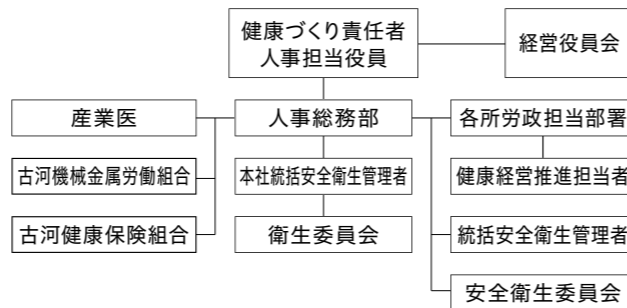 健康づくり責任者
人事担当役員
経営役員会
産業医
人事総務部
各所労政担当部署
古河機械金属労働組合
本社統括安全衛生管理者
健康経営推進担当者
古河健康保険組合
衛生委員会
統括安全衛生管理者
安全衛生委員会